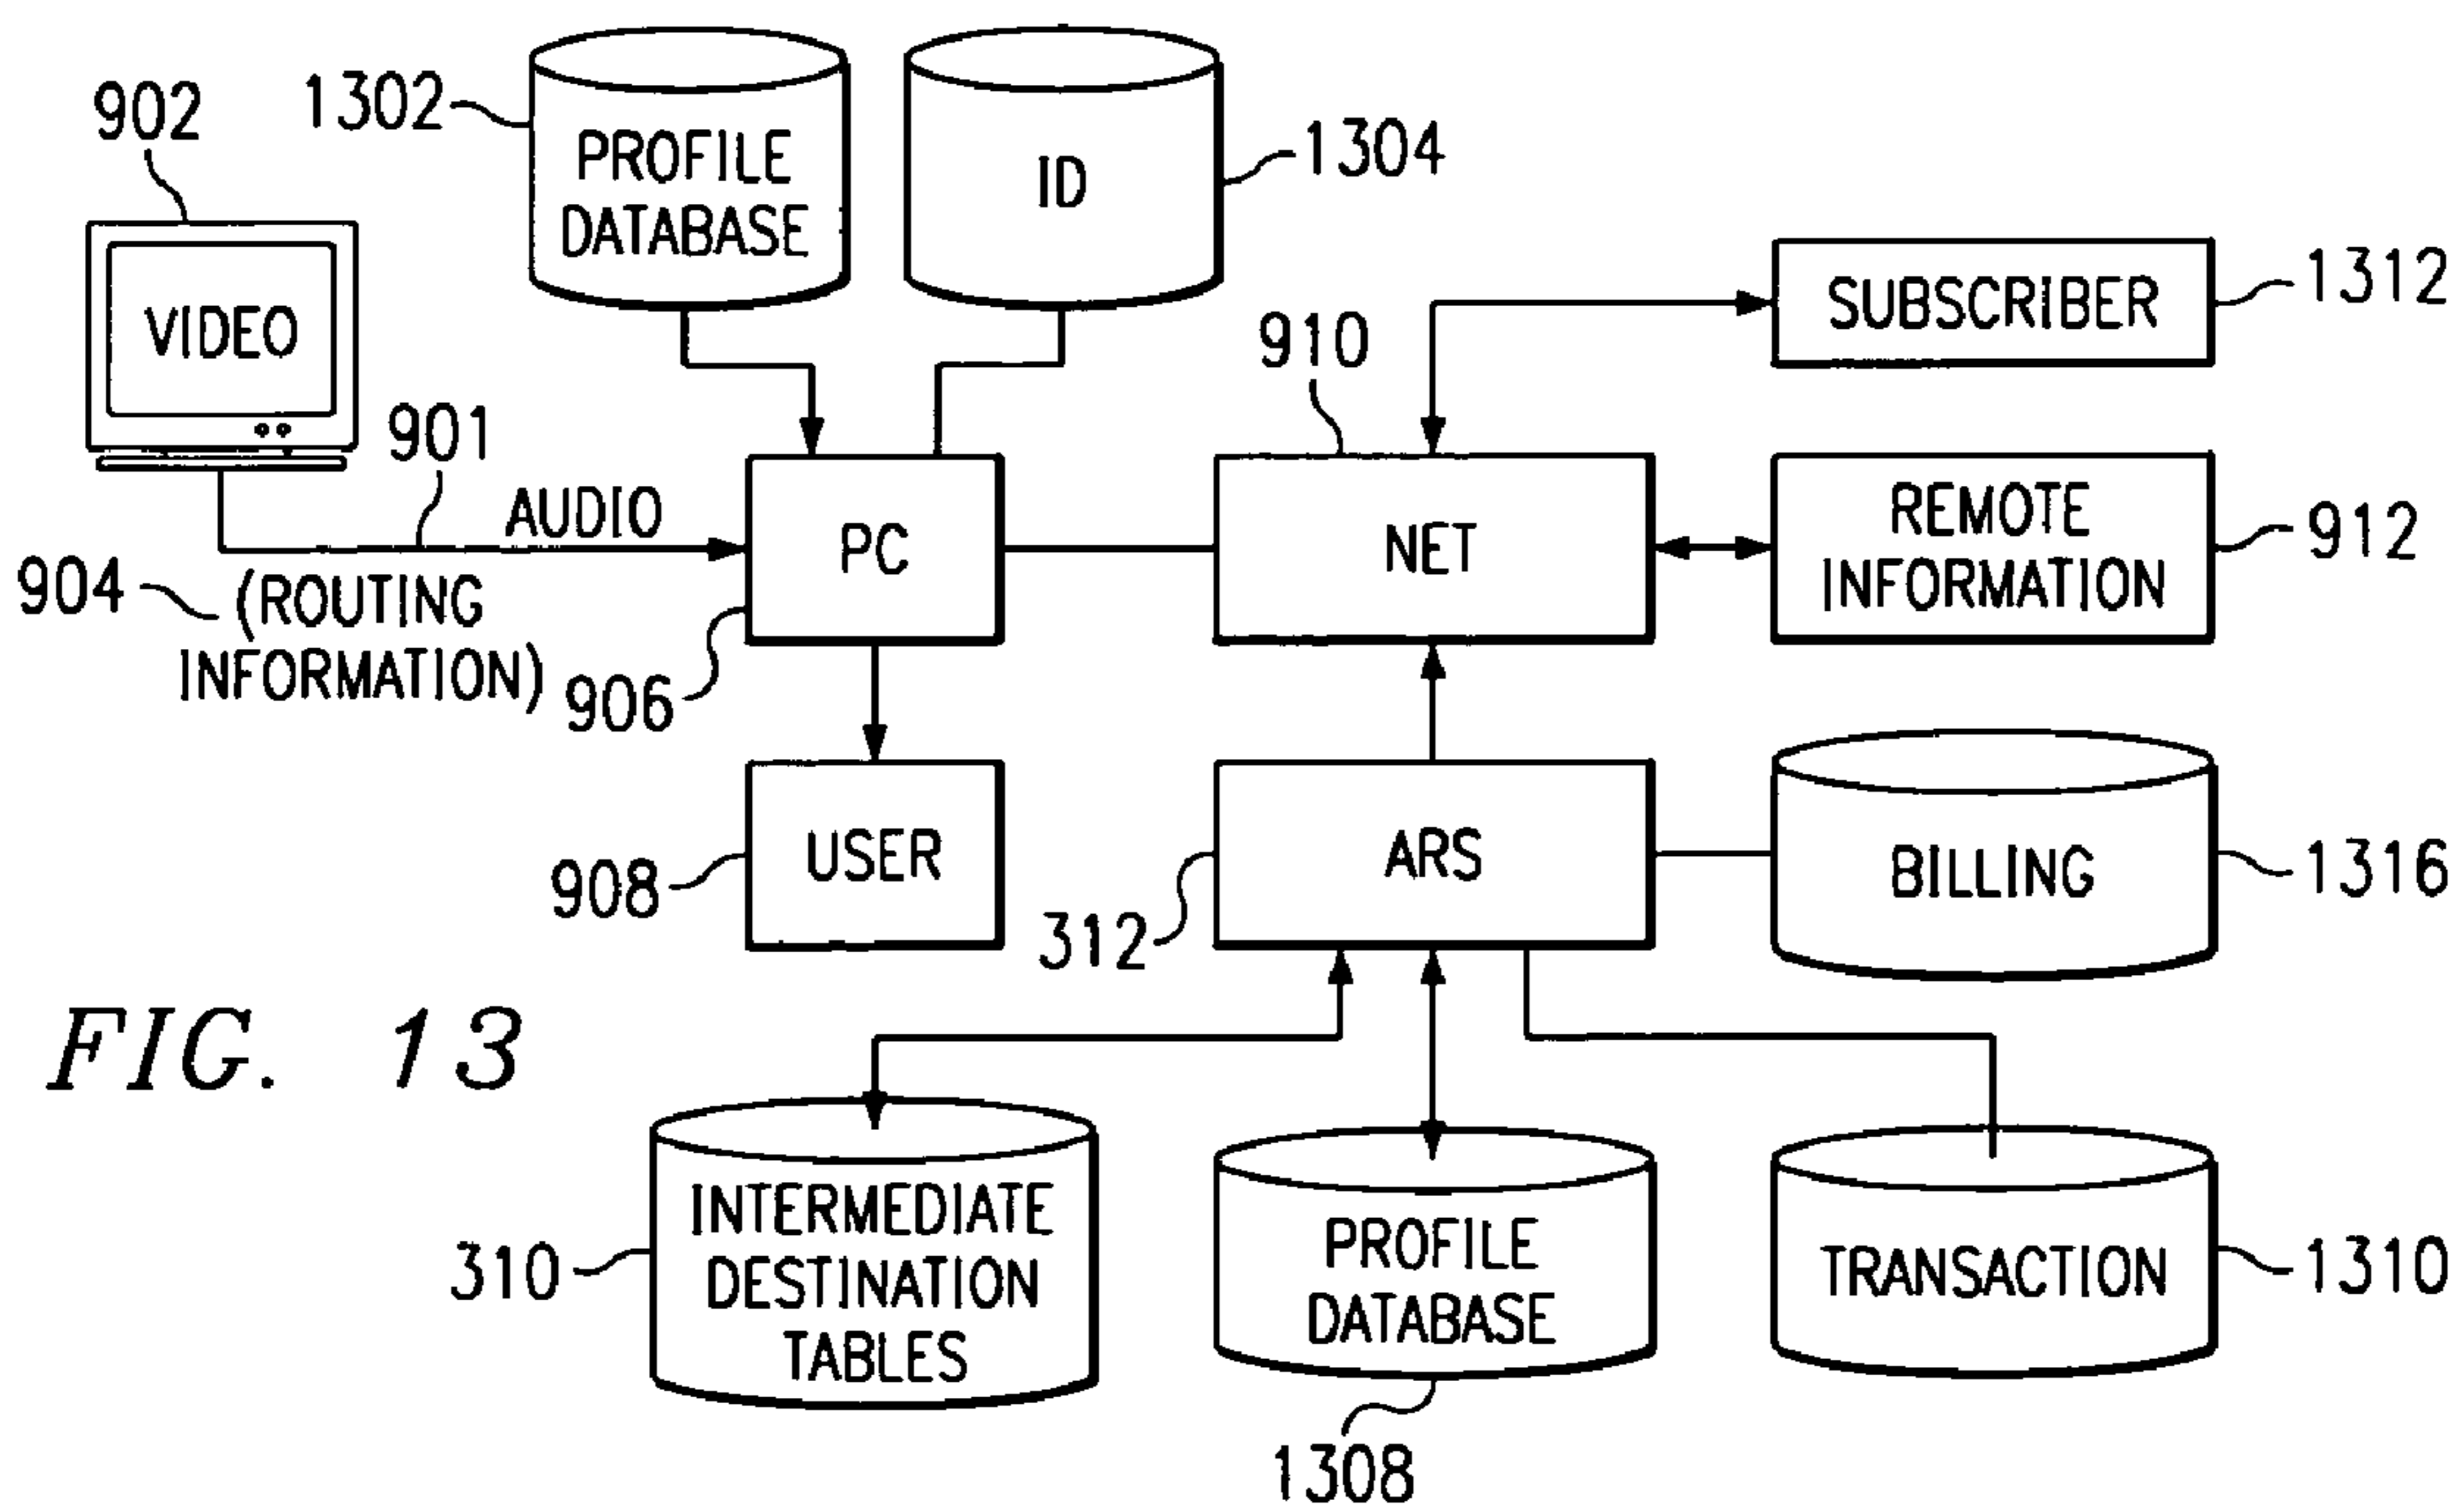 902
1302
PROFILE
DATABASE
ID
1304
VIDEO
SUBSCRIBER
1312
910
901
AUDIO
904
(ROUTING
INFORMATION)
PC
906
NET
REMOTE
INFORMATION
912
USER
908
ARS
312
BILLING
1316
FIG. 13
INTERMEDIATE
DESTINATION
TABLES
310
PROFILE
DATABASE
1308
TRANSACTION
1310